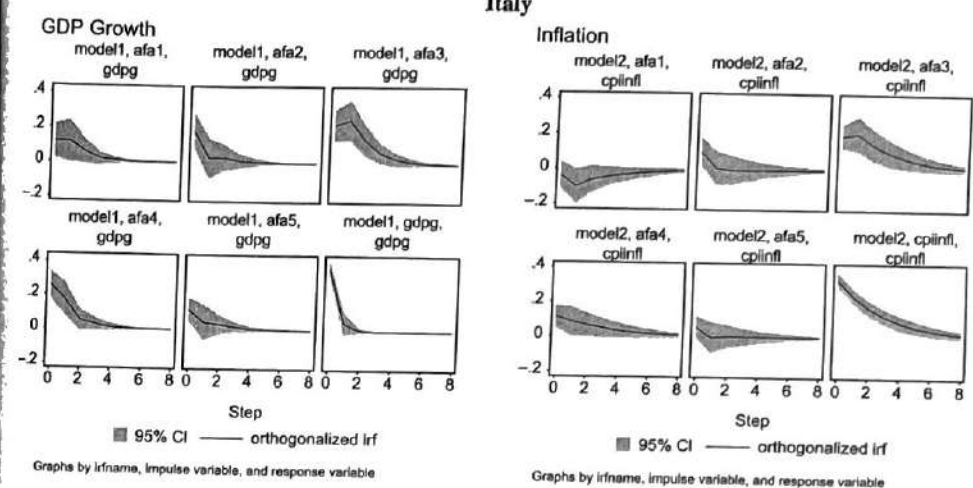 Italy
GDP Growth
model1, afa1, gdpg
model1, afa2, gdpg
model1, afa3, gdpg
.4
.2
0
-.2
model1, afa4, gdpg
model1, afa5, gdpg
model1, gdpg, gdpg
.4
.2
0
-.2
0 2 4 6 8 0 2 4 6 8 0 2 4 6 8
Step
95% CI orthogonalized irf
Graphs by irfname, impulse variable, and response variable
Inflation
model2, afa1, cpiinfl
model2, afa2, cpiinfl
model2, afa3, cpiinfl
.4
.2
0
-.2
model2, afa4, cpiinfl
model2, afa5, cpiinfl
model2, cpiinfl, cpiinfl
.4
.2
0
-.2
0 2 4 6 8 0 2 4 6 8 0 2 4 6 8
Step
95% CI orthogonalized irf
Graphs by irfname, impulse variable, and response variable